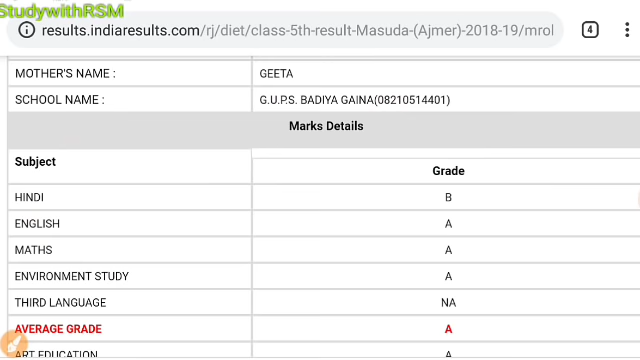 StudywithRSM
results.indiaresults.com/rj/diet/class-5th-result-Masuda-(Ajmer)-2018-19/mrol
4
MOTHER'S NAME : GEETA
SCHOOL NAME : G.U.P.S. BADIYA GAINA(08210514401)
Marks Details
Subject Grade
HINDI B
ENGLISH A
MATHS A
ENVIRONMENT STUDY A
THIRD LANGUAGE NA
AVERAGE GRADE A
ART EDUCATION A